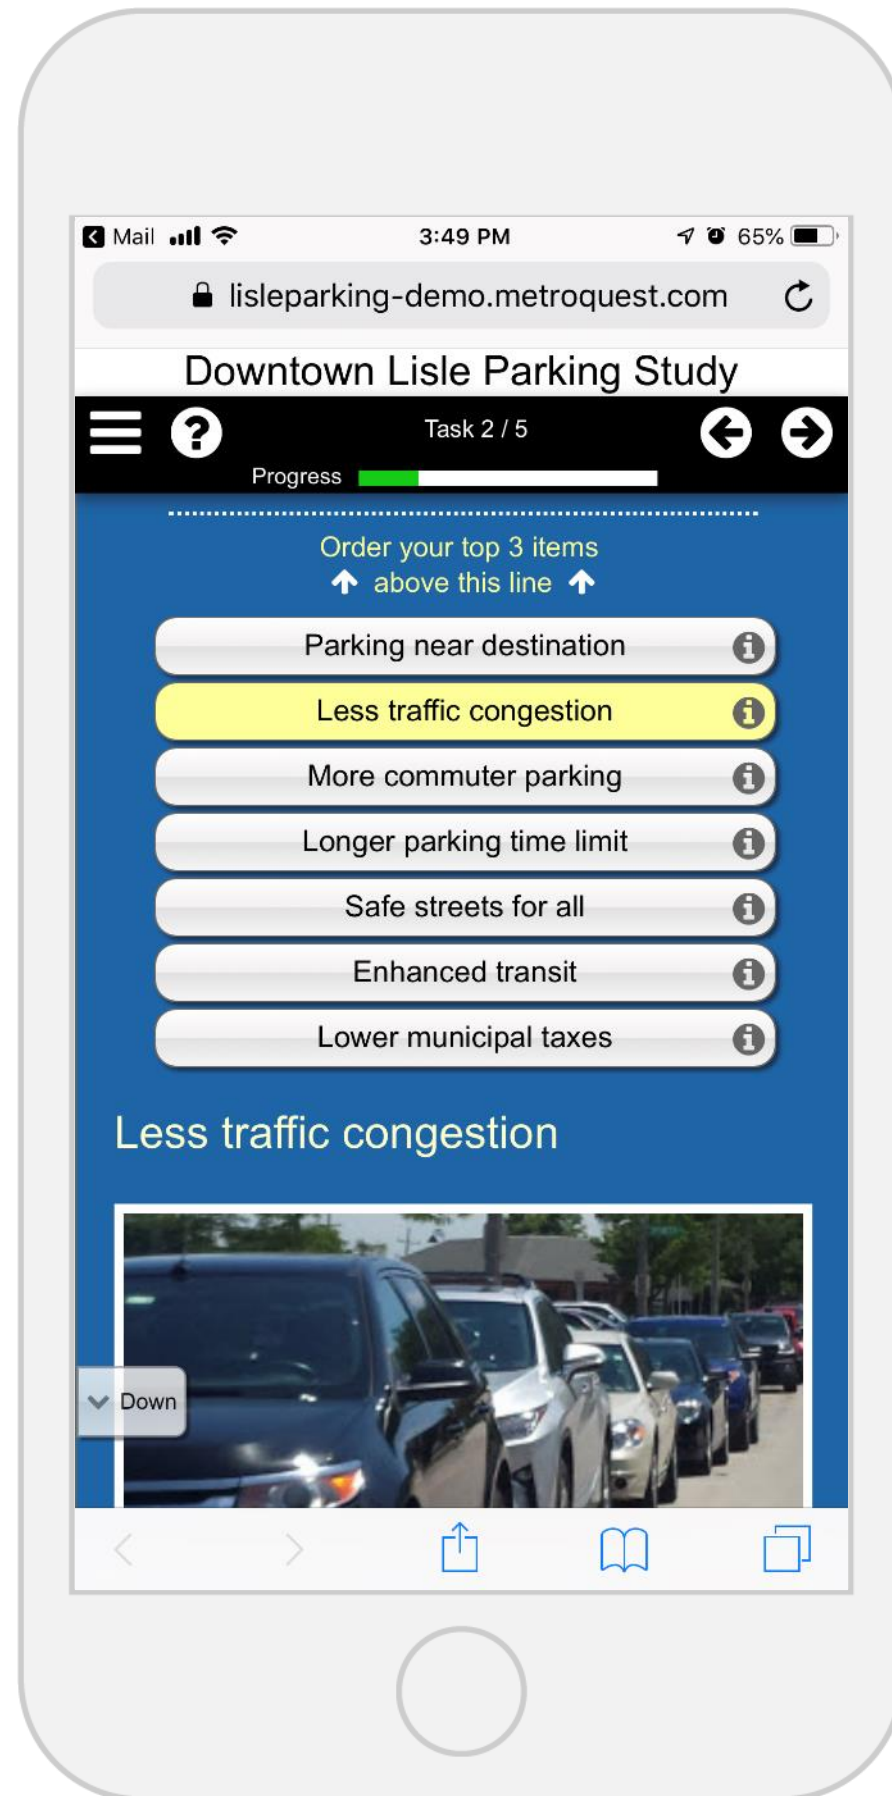 Mail 3:49 PM 65%
lisleparking-demo.metroquest.com
Downtown Lisle Parking Study
? Task 2 / 5
Progress
Order your top 3 items
above this line
Parking near destination
Less traffic congestion
More commuter parking
Longer parking time limit
Safe streets for all
Enhanced transit
Lower municipal taxes
Less traffic congestion
Down